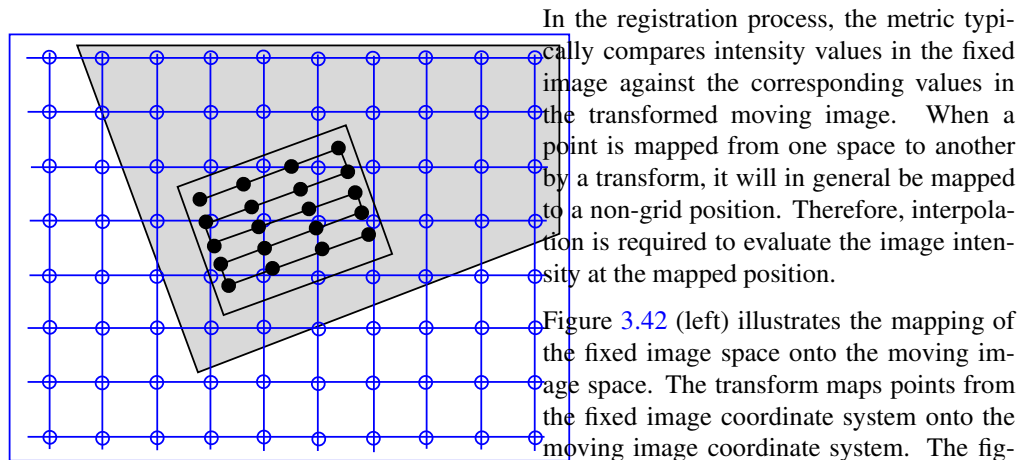 In the registration process, the metric typi-
cally compares intensity values in the fixed
image against the corresponding values in
the transformed moving image. When a
point is mapped from one space to another
by a transform, it will in general be mapped
to a non-grid position. Therefore, interpola-
tion is required to evaluate the image inten-
sity at the mapped position.
Figure 3.42 (left) illustrates the mapping of
the fixed image space onto the moving im-
age space. The transform maps points from
the fixed image coordinate system onto the
moving image coordinate system. The fig-